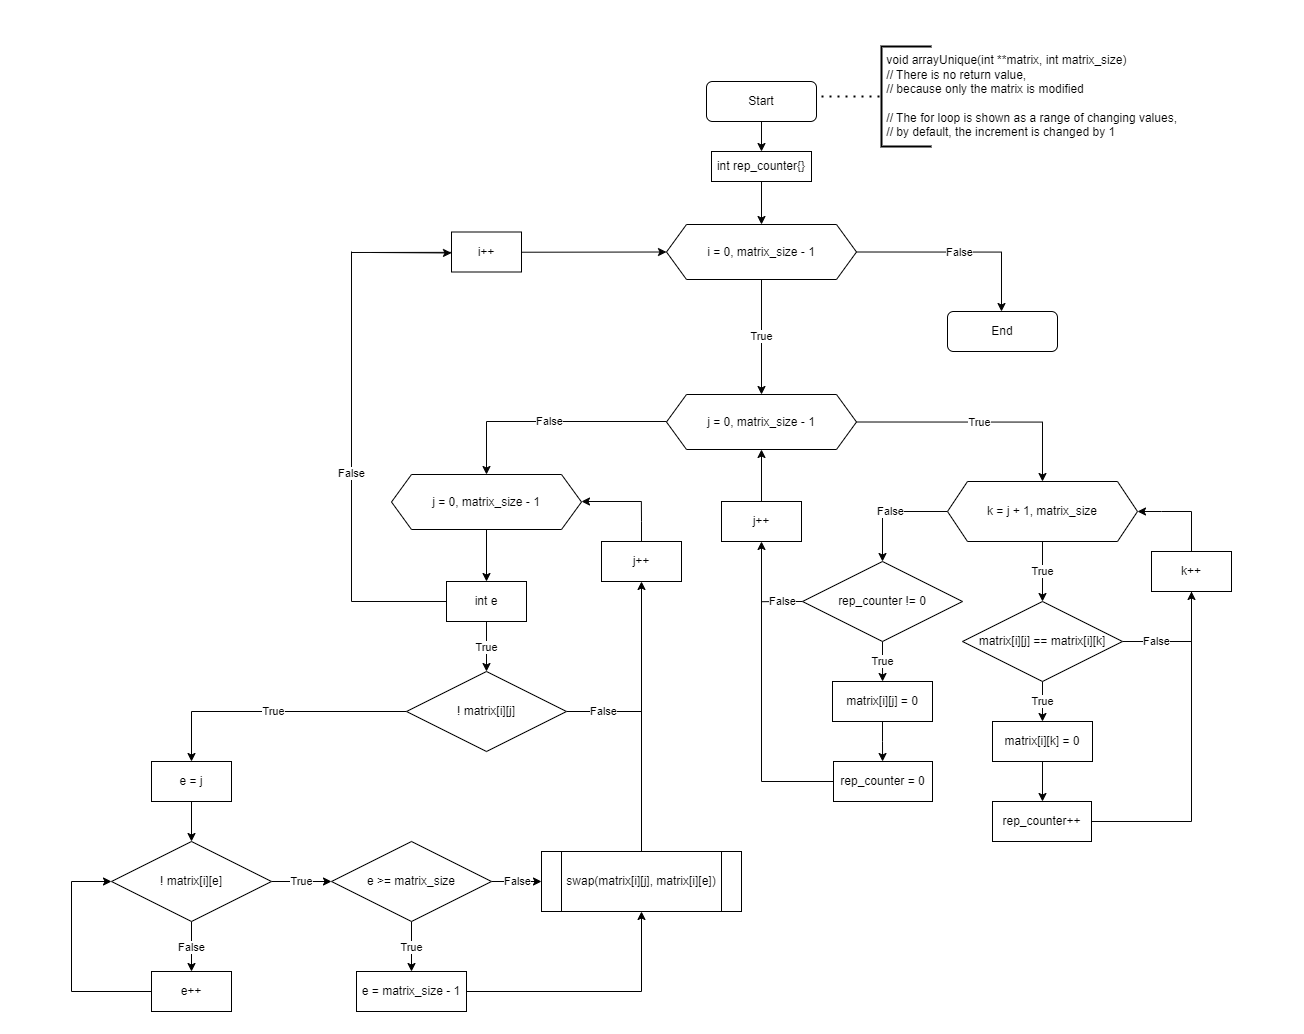 void arrayUnique(int **matrix, int matrix_size)
// There is no return value,
// because only the matrix is modified
// The for loop is shown as a range of changing values,
// by default, the increment is changed by 1
Start
int rep_counter{}
i++
i = 0, matrix_size - 1
False
End
True
False
j = 0, matrix_size - 1
True
False
j = 0, matrix_size - 1
j++
False
k = j + 1, matrix_size
j++
True
k++
int e
False
rep_counter != 0
True
matrix[i][j] == matrix[i][k]
False
True
True
! matrix[i][j]
False
matrix[i][j] = 0
True
matrix[i][k] = 0
e = j
rep_counter = 0
rep_counter++
! matrix[i][e]
True
e >= matrix_size
False
swap(matrix[i][j], matrix[i][e])
False
True
e++
e = matrix_size - 1